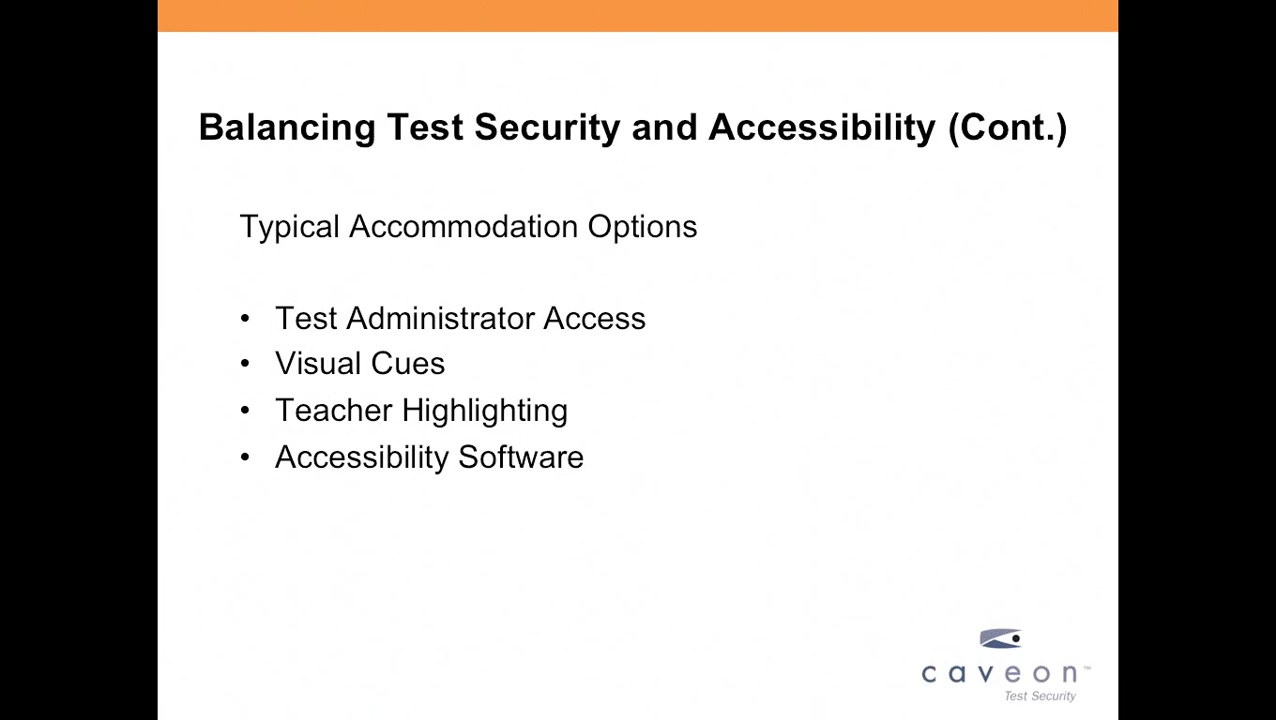 Balancing Test Security and Accessibility (Cont.)
Typical Accommodation Options
• Test Administrator Access
• Visual Cues
• Teacher Highlighting
• Accessibility Software
caveon™
Test Security